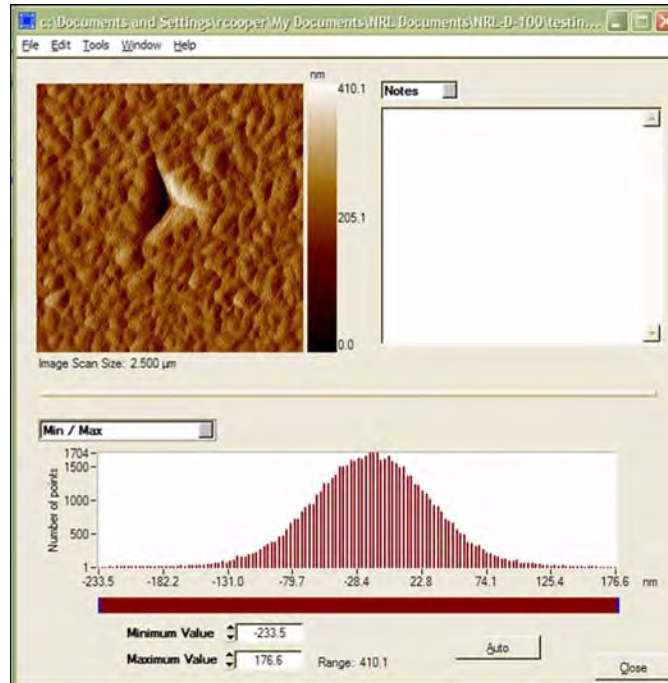 c:\Documents and Settings\rcooper\My Documents\NRL Documents\NRL-D-100\testin...
File Edit Tools Window Help
nm
410.1
Notes
205.1
0.0
Image Scan Size: 2.500 µm
Min / Max
Number of points
1704
1500
1000
500
1
-233.5 -182.2 -131.0 -79.7 -28.4 22.8 74.1 125.4 176.6 nm
Minimum Value -233.5
Maximum Value 176.6 Range: 410.1
Auto
Close